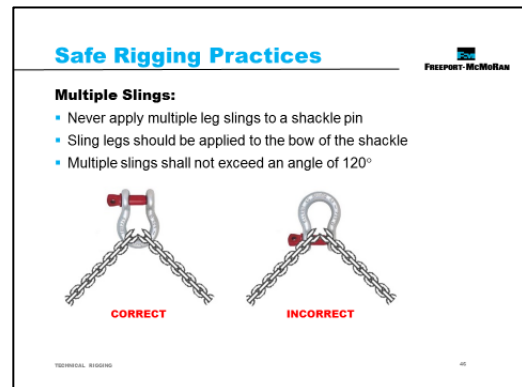 Safe Rigging Practices
FREEPORT-MCMORAN
Multiple Slings:
▪ Never apply multiple leg slings to a shackle pin
▪ Sling legs should be applied to the bow of the shackle
▪ Multiple slings shall not exceed an angle of 120°
CORRECT INCORRECT
TECHNICAL RIGGING